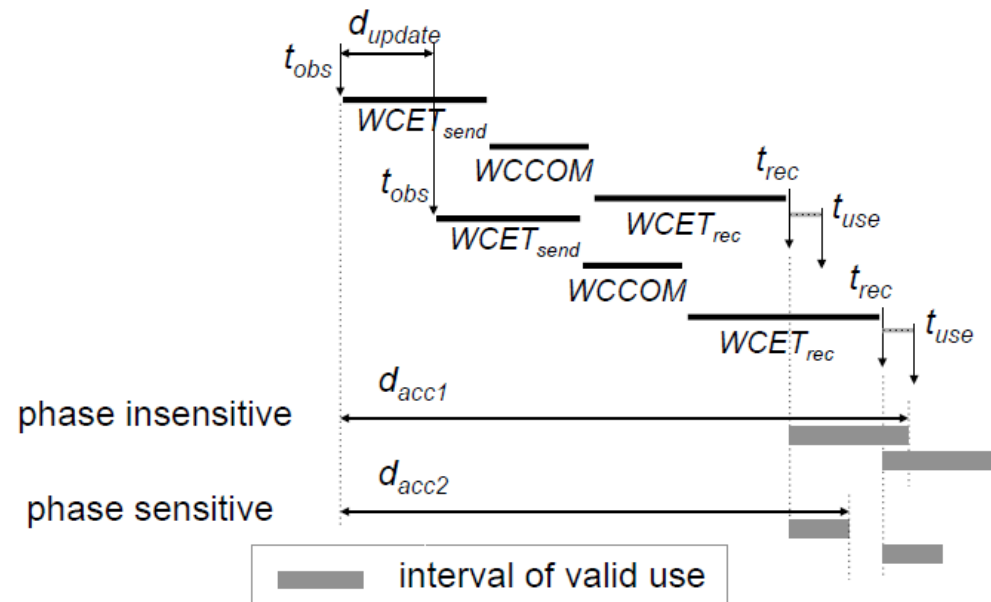 d_update
t_obs
WCET_send
WCCOM
t_rec
t_obs
t_use
WCET_rec
WCET_send
WCCOM
t_rec
t_use
WCET_rec
d_acc1
phase insensitive
d_acc2
phase sensitive
interval of valid use